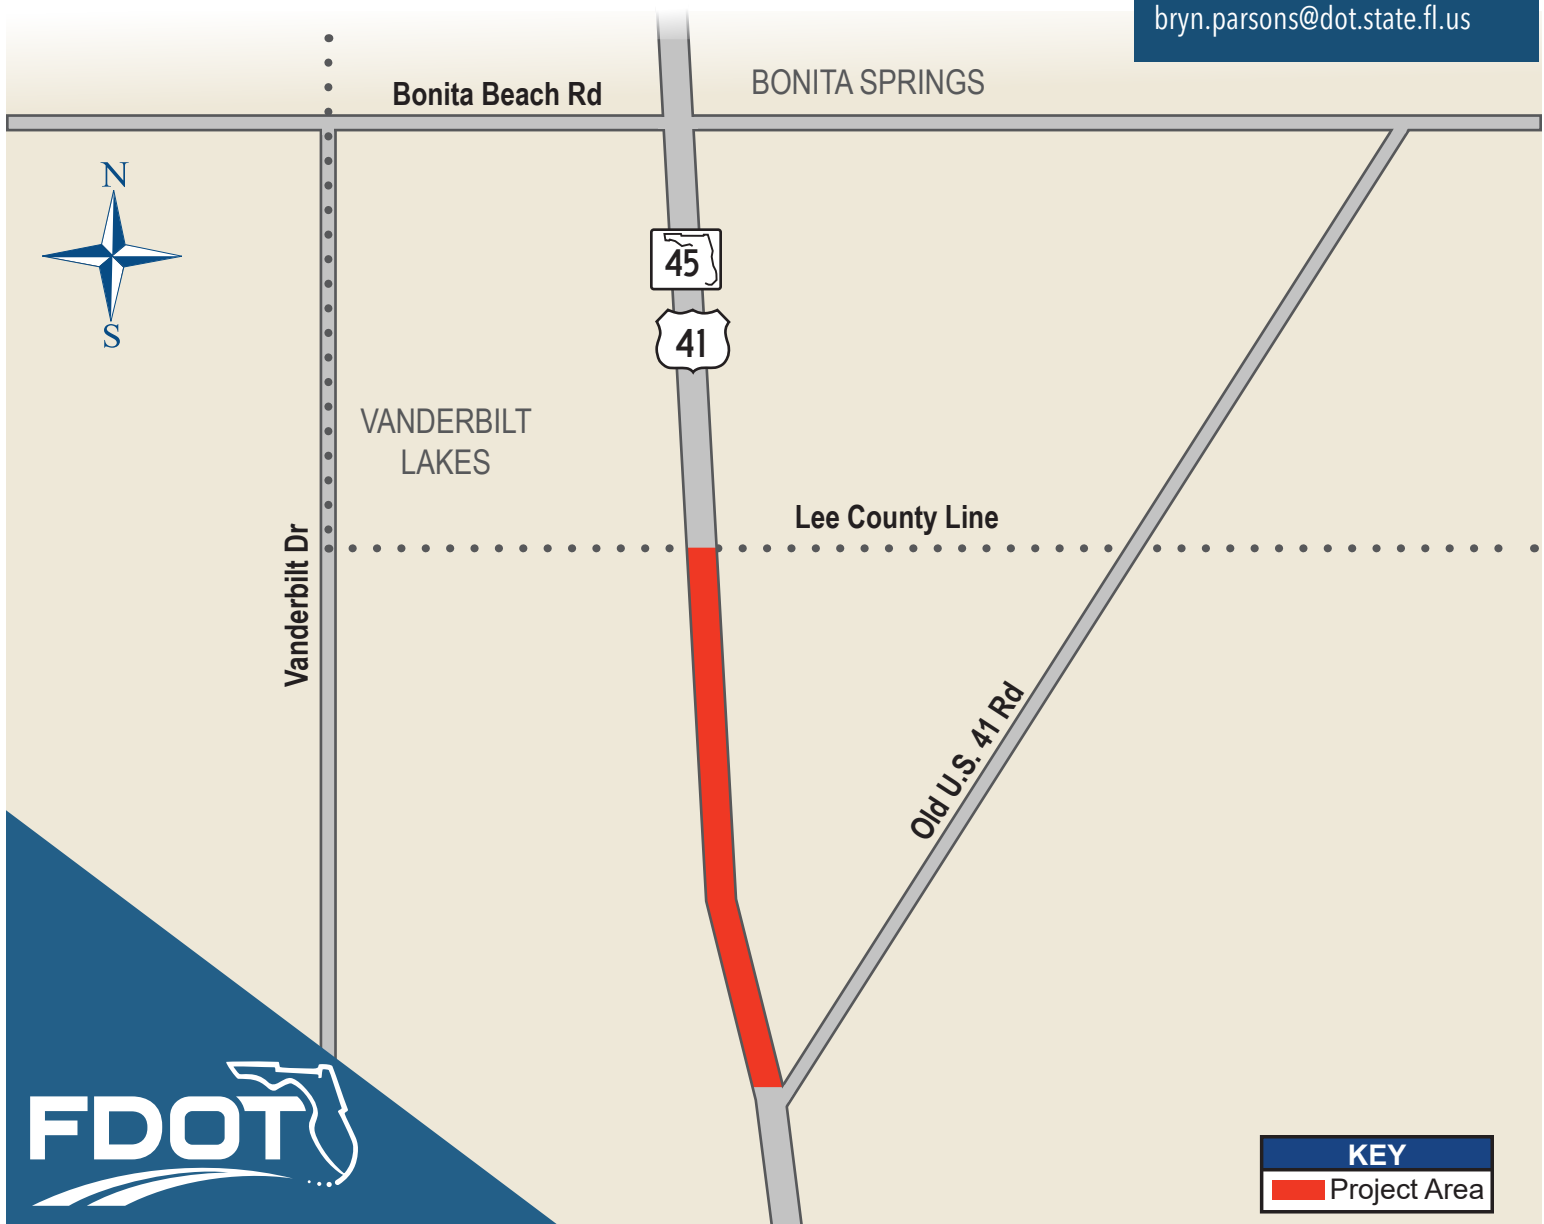 bryn.parsons@dot.state.fl.us
BONITA SPRINGS
Bonita Beach Rd
N
S
45
41
VANDERBILT
LAKES
Lee County Line
Vanderbilt Dr
Old U.S. 41 Rd
FDOT
KEY
Project Area